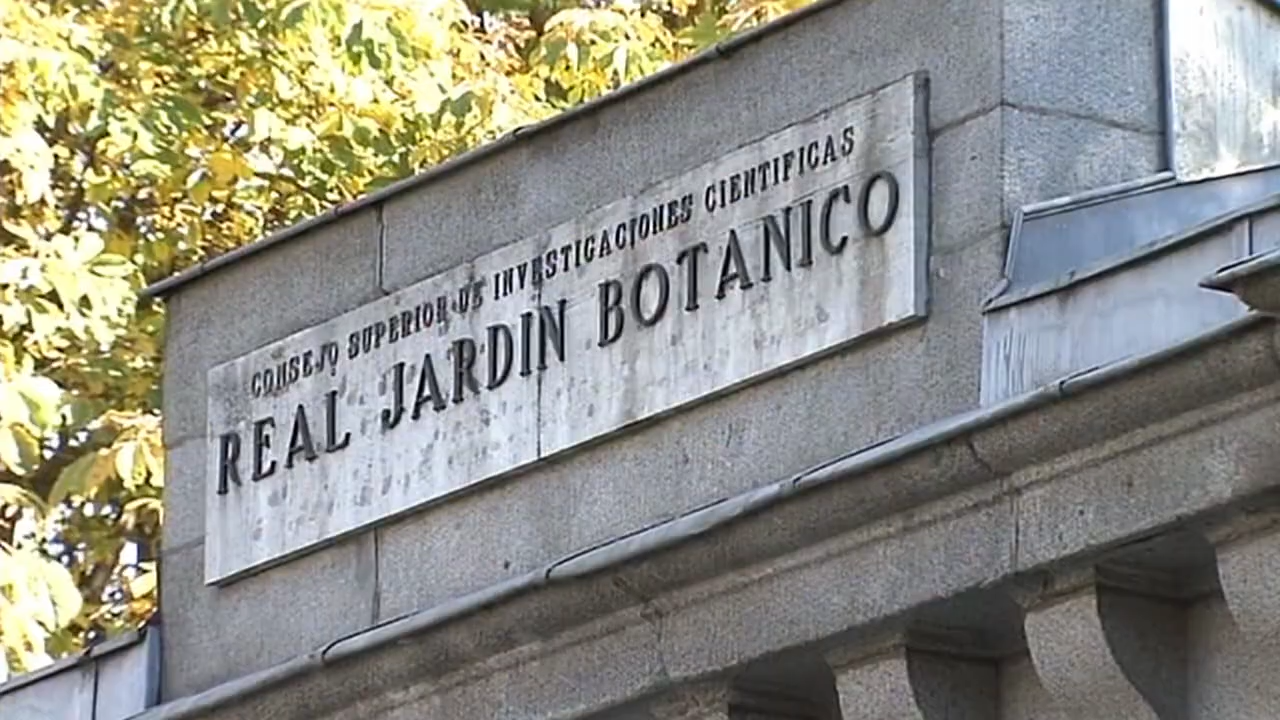 CONSEJO SUPERIOR DE INVESTIGACIONES CIENTIFICAS
REAL JARDIN BOTANICO